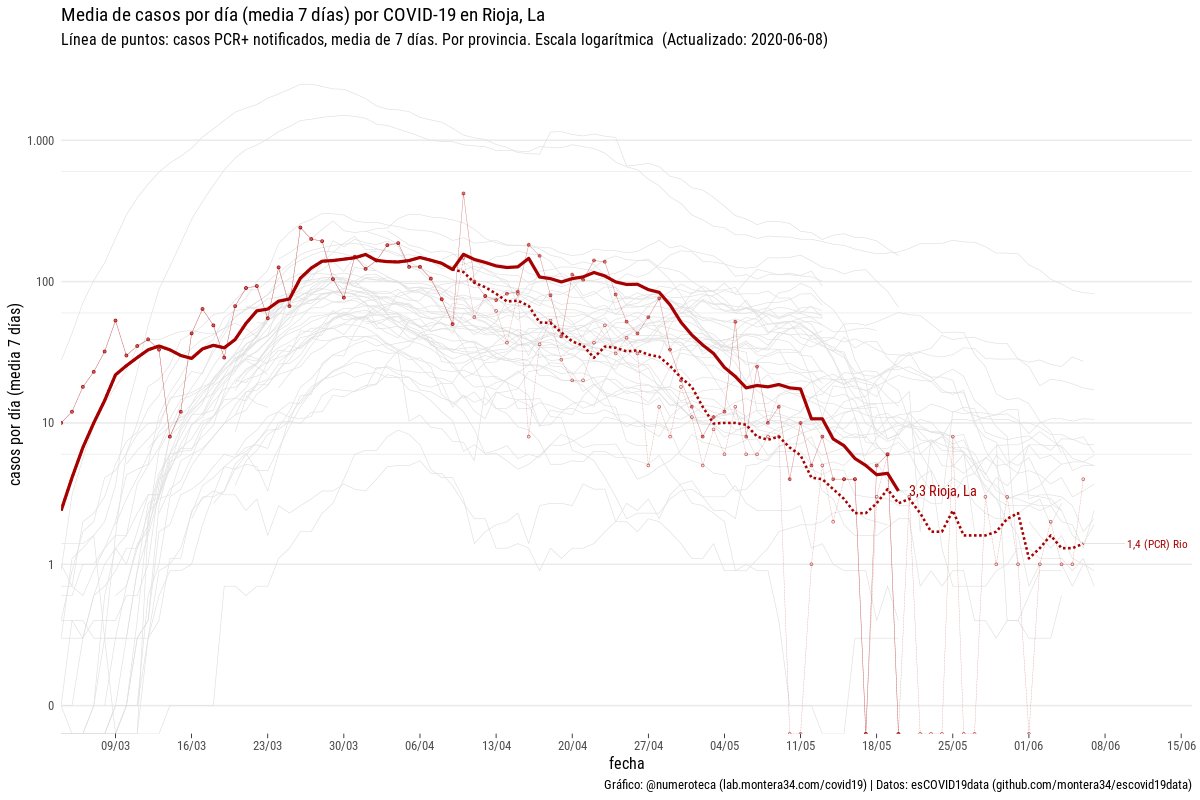 Media de casos por día (media 7 días) por COVID-19 en Rioja, La
Línea de puntos: casos PCR+ notificados, media de 7 días. Por provincia. Escala logarítmica (Actualizado: 2020-06-08)
casos por día (media 7 días)
1.000
100
10
1
0
3,3 Rioja, La
1,4 (PCR) Rio
09/03 16/03 23/03 30/03 06/04 13/04 20/04 27/04 04/05 11/05 18/05 25/05 01/06 08/06 15/06
fecha
Gráfico: @numeroteca (lab.montera34.com/covid19) | Datos: esCOVID19data (github.com/montera34/escovid19data)